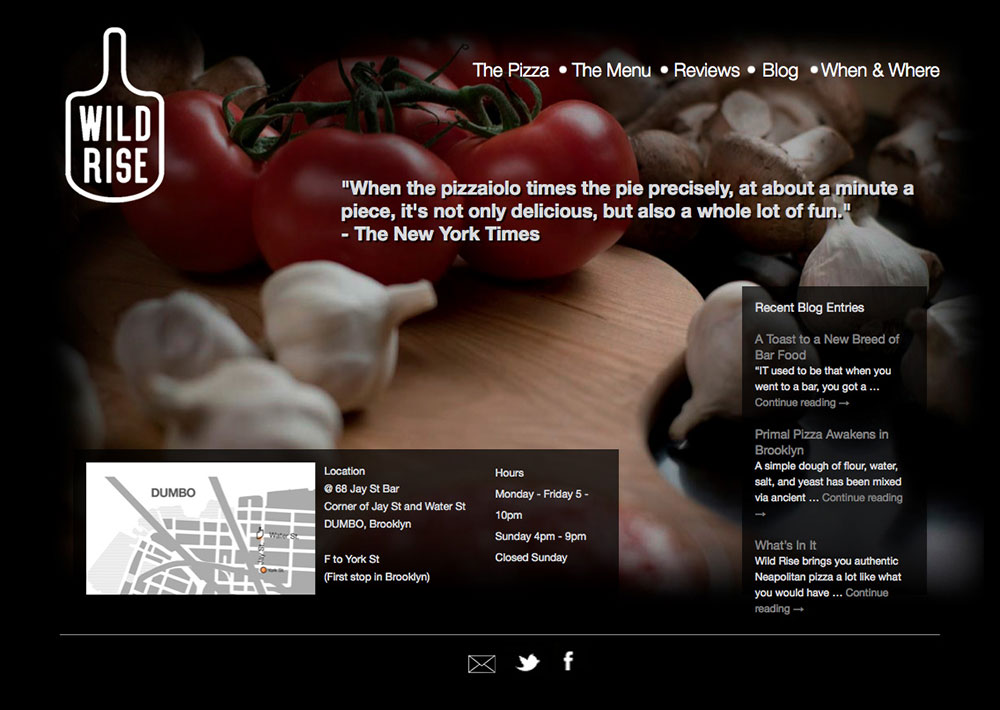 WILD
RISE
The Pizza • The Menu • Reviews • Blog • When & Where
"When the pizzaiolo times the pie precisely, at about a minute a
piece, it's not only delicious, but also a whole lot of fun."
- The New York Times
Recent Blog Entries
A Toast to a New Breed of
Bar Food
"IT used to be that when you
went to a bar, you got a ...
Continue reading →
Primal Pizza Awakens in
Brooklyn
A simple dough of flour, water,
salt, and yeast has been mixed
via ancient ... Continue reading
→
What's In It
Wild Rise brings you authentic
Neapolitan pizza a lot like what
you would have ... Continue
reading →
DUMBO
Water St
Jay St
York St
Location
@ 68 Jay St Bar
Corner of Jay St and Water St
DUMBO, Brooklyn
F to York St
(First stop in Brooklyn)
Hours
Monday - Friday 5 -
10pm
Sunday 4pm - 9pm
Closed Sunday